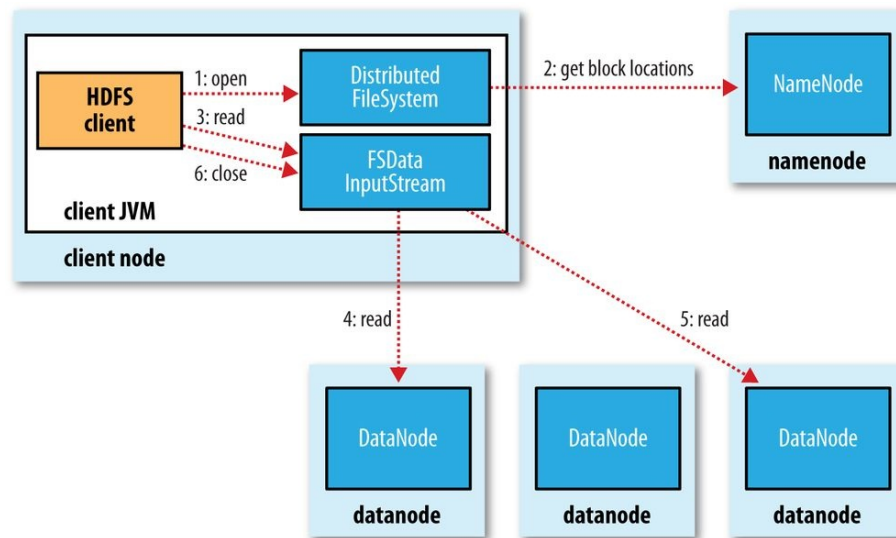 HDFS
client
1: open
3: read
6: close
Distributed
FileSystem
FSData
InputStream
client JVM
client node
2: get block locations
NameNode
namenode
4: read
5: read
DataNode
datanode
DataNode
datanode
DataNode
datanode